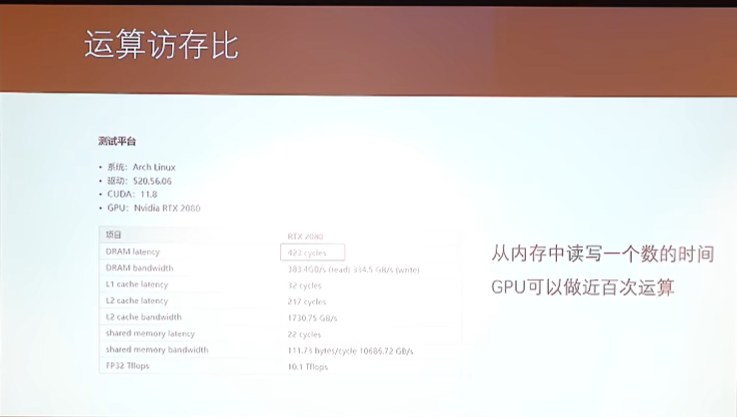 运算访存比
测试平台
• 系统：Arch Linux
• 驱动：520.56.06
• CUDA：11.8
• GPU：Nvidia RTX 2080
项目 RTX 2080
DRAM latency 423 cycles
DRAM bandwidth 383.4GB/s (read) 334.5 GB/s (write)
L1 cache latency 32 cycles
L2 cache latency 217 cycles
L2 cache bandwidth 1730.75 GB/s
shared memory latency 22 cycles
shared memory bandwidth 111.73 bytes/cycle 10686.72 GB/s
FP32 Tflops 10.1 Tflops
从内存中读写一个数的时间
GPU可以做近百次运算